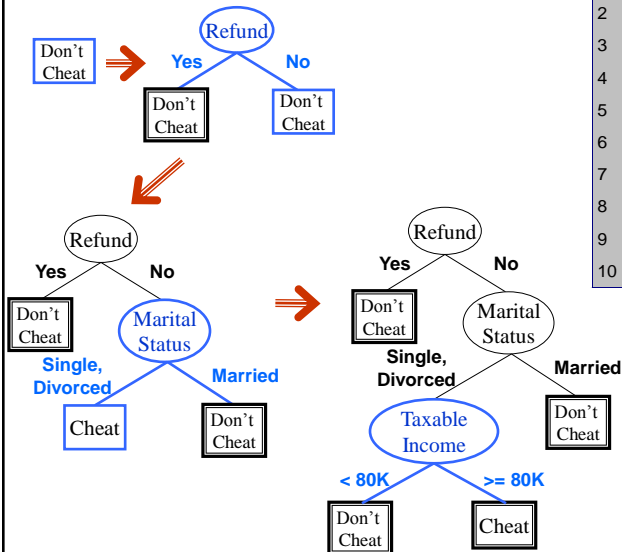 Don't
Cheat
Refund
Yes
No
Don't
Cheat
Don't
Cheat
Refund
Yes
No
Don't
Cheat
Marital
Status
Single,
Divorced
Married
Cheat
Don't
Cheat
Refund
Yes
No
Don't
Cheat
Marital
Status
Single,
Divorced
Married
Taxable
Income
Don't
Cheat
< 80K
>= 80K
Don't
Cheat
Cheat
2
3
4
5
6
7
8
9
10